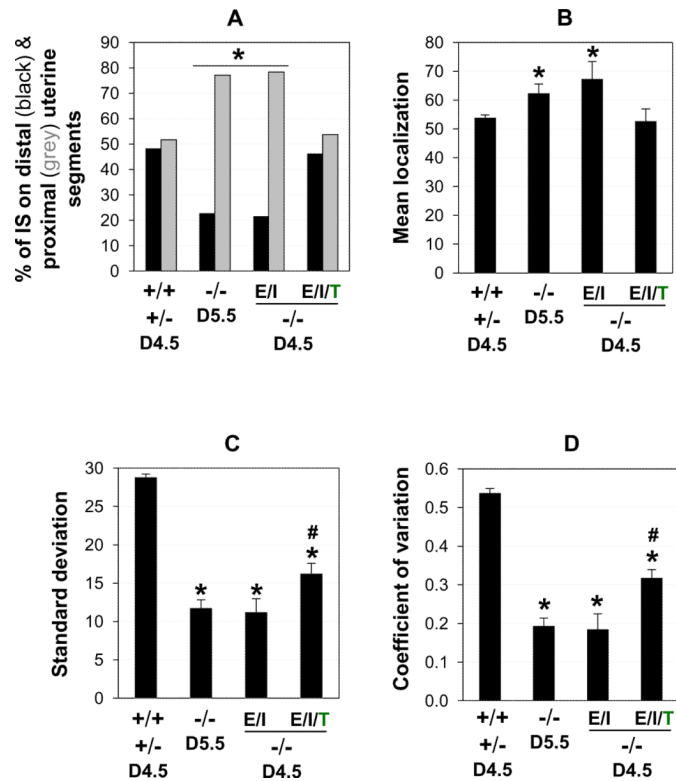 A
% of IS on distal (black) &
proximal (grey) uterine
segments
90
80
70
60
50
40
30
20
10
0
*
+/+
+/-
D4.5
-/-
D5.5
E/I
E/I/T
-/-
D4.5
B
Mean localization
80
70
60
50
40
30
20
10
0
*
*
+/+
+/-
D4.5
-/-
D5.5
E/I
E/I/T
-/-
D4.5
C
Standard deviation
30
25
20
15
10
5
0
*
*
#
*
+/+
+/-
D4.5
-/-
D5.5
E/I
E/I/T
-/-
D4.5
D
Coefficient of variation
0.6
0.5
0.4
0.3
0.2
0.1
0.0
*
*
#
*
+/+
+/-
D4.5
-/-
D5.5
E/I
E/I/T
-/-
D4.5